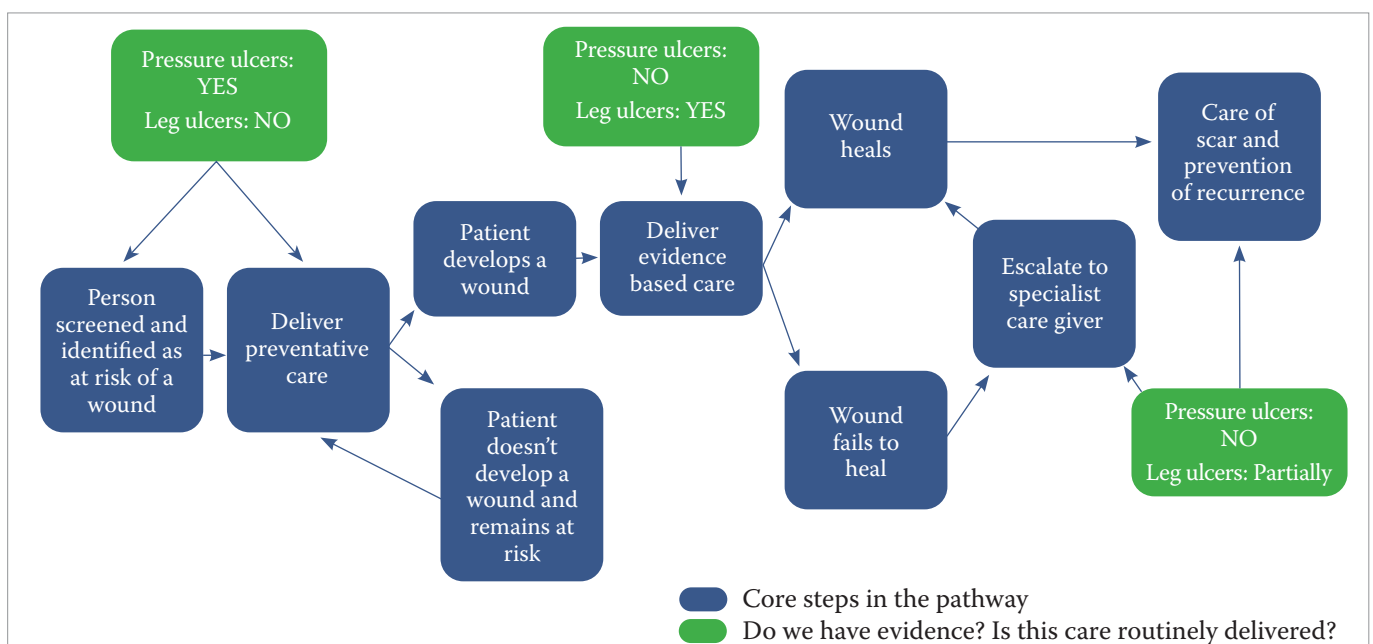 Pressure ulcers:
YES
Leg ulcers: NO
Pressure ulcers:
NO
Leg ulcers: YES
Wound
heals
Care of
scar and
prevention
of recurrence
Patient
develops a
wound
Deliver
evidence
based care
Escalate to
specialist
care giver
Person
screened and
identified as
at risk of a
wound
Deliver
preventative
care
Patient
doesn't
develop a
wound and
remains at
risk
Wound
fails to
heal
Pressure ulcers:
NO
Leg ulcers: Partially
Core steps in the pathway
Do we have evidence? Is this care routinely delivered?